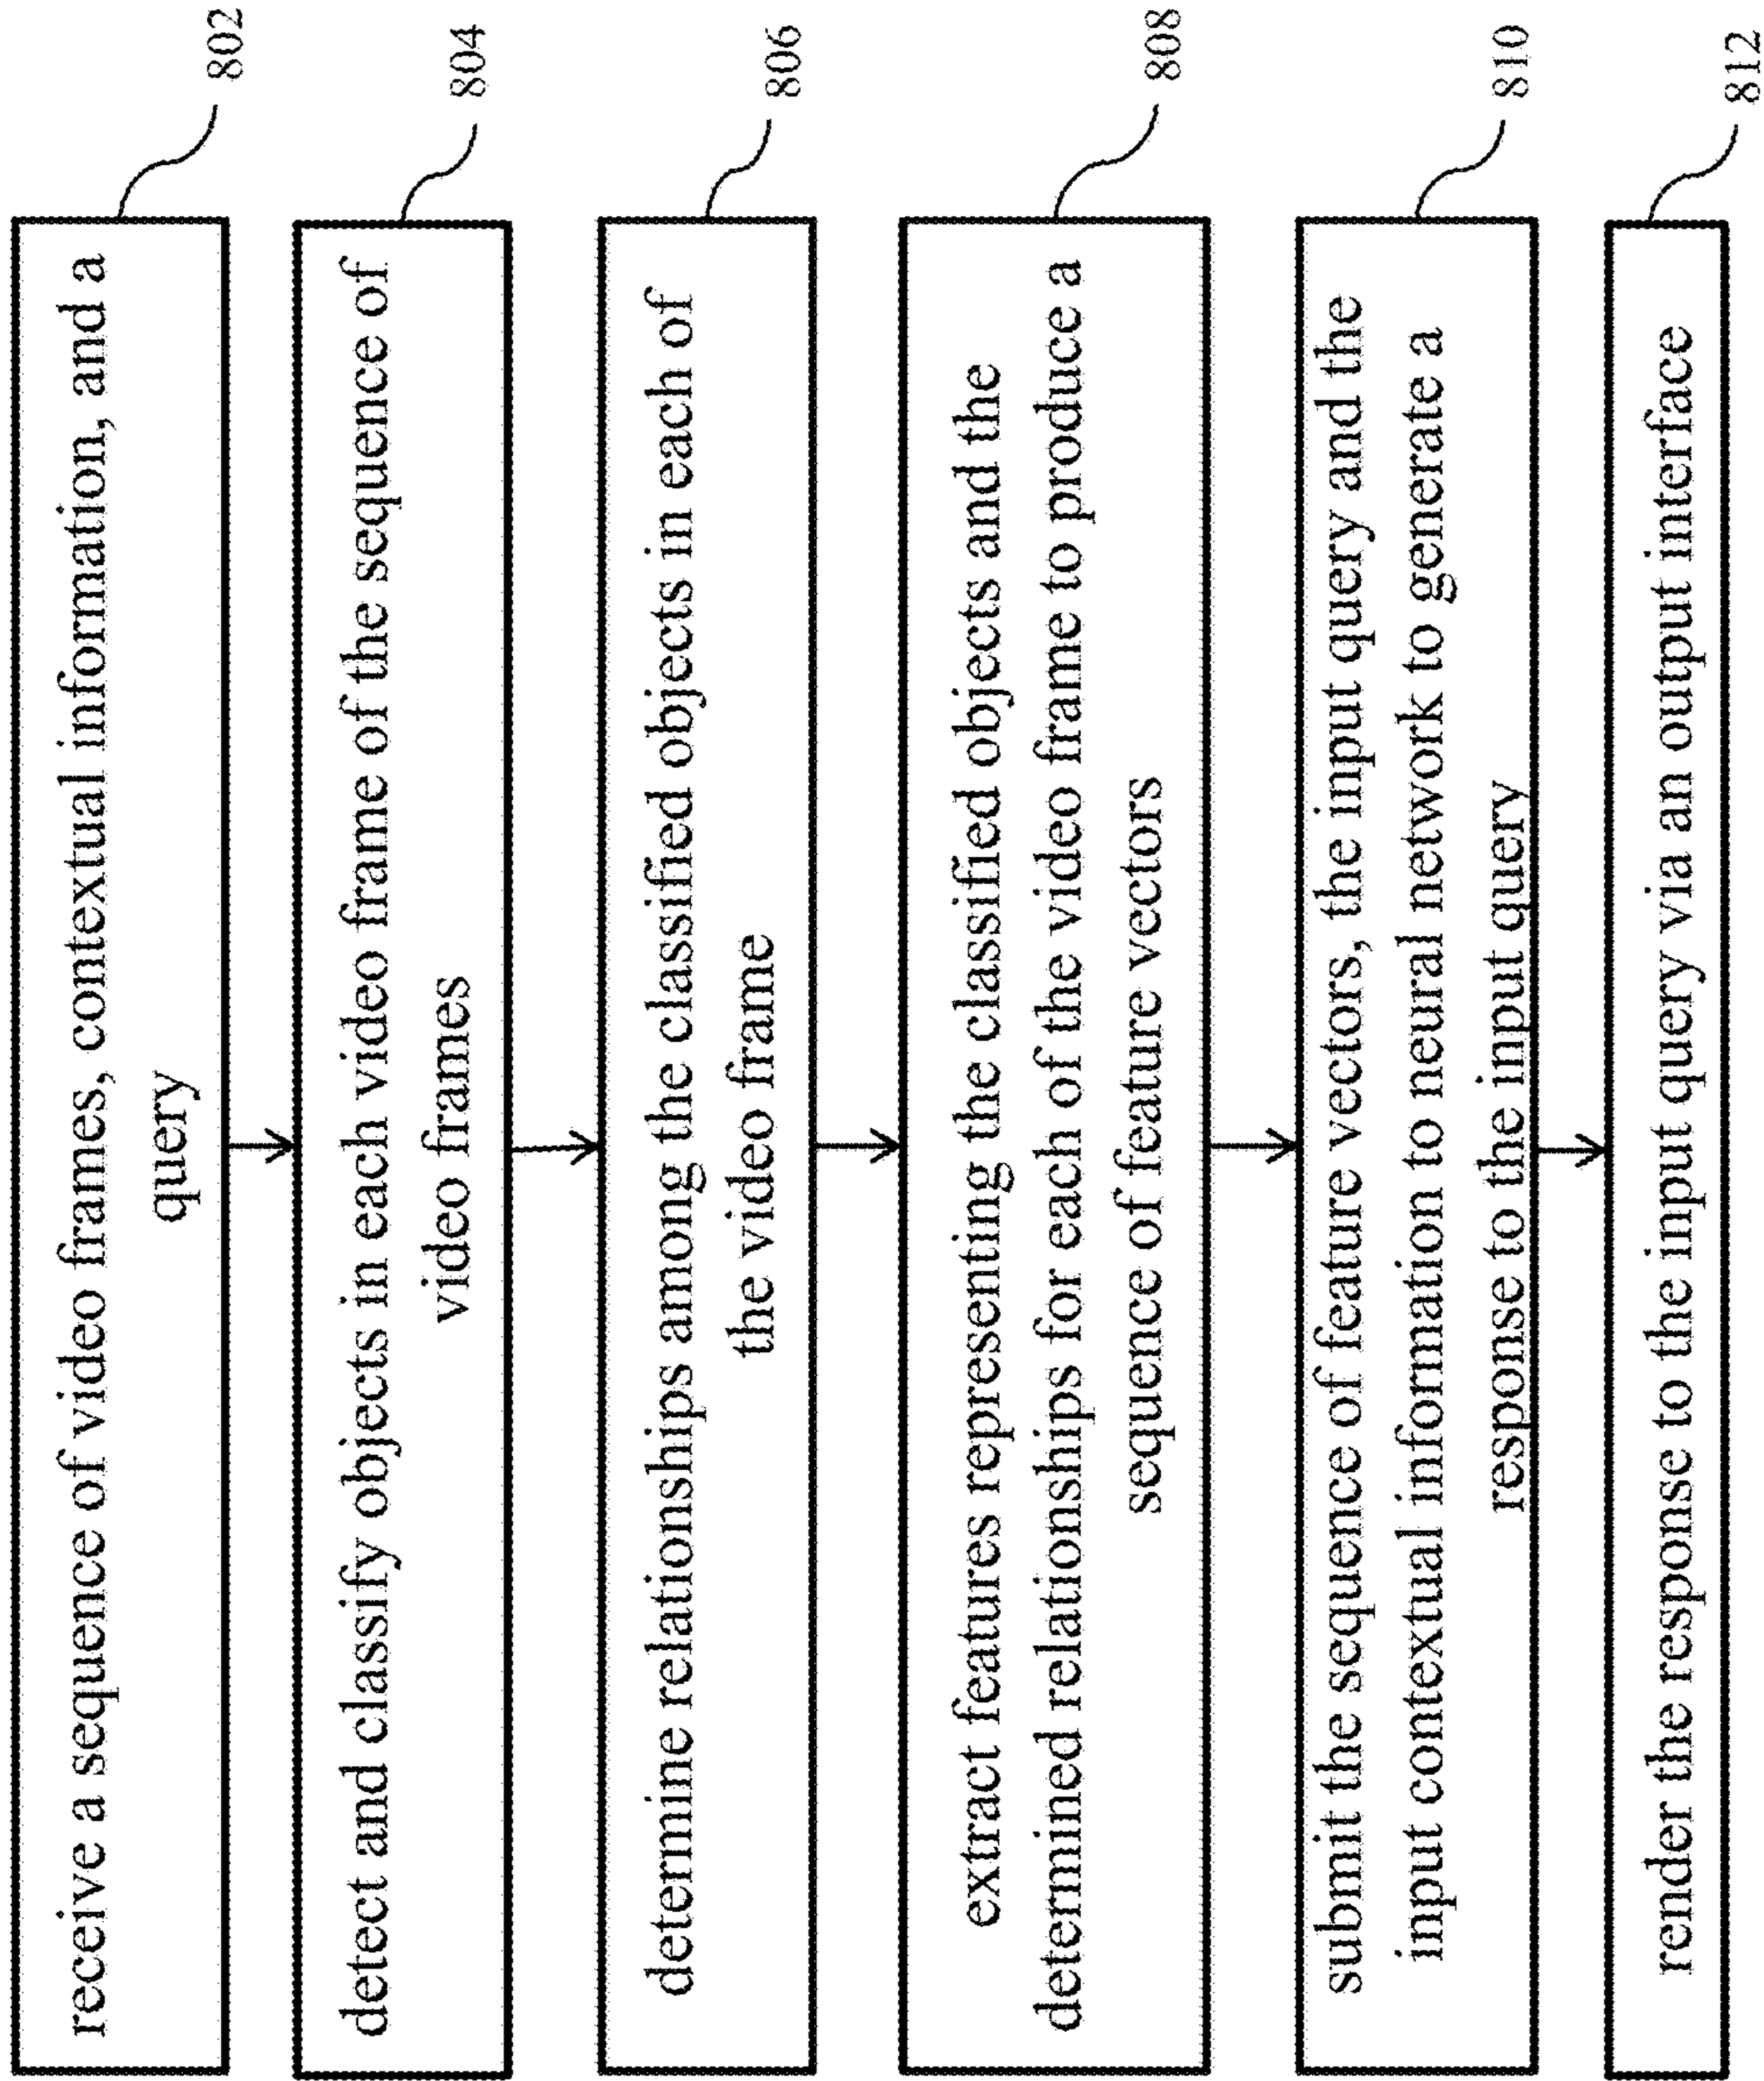 receive a sequence of video frames, contextual information, and a
query
802
detect and classify objects in each video frame of the sequence of
video frames
804
determine relationships among the classified objects in each of
the video frame
806
extract features representing the classified objects and the
determined relationships for each of the video frame to produce a
sequence of feature vectors
808
submit the sequence of feature vectors, the input query and the
input contextual information to neural network to generate a
response to the input query
810
render the response to the input query via an output interface
812